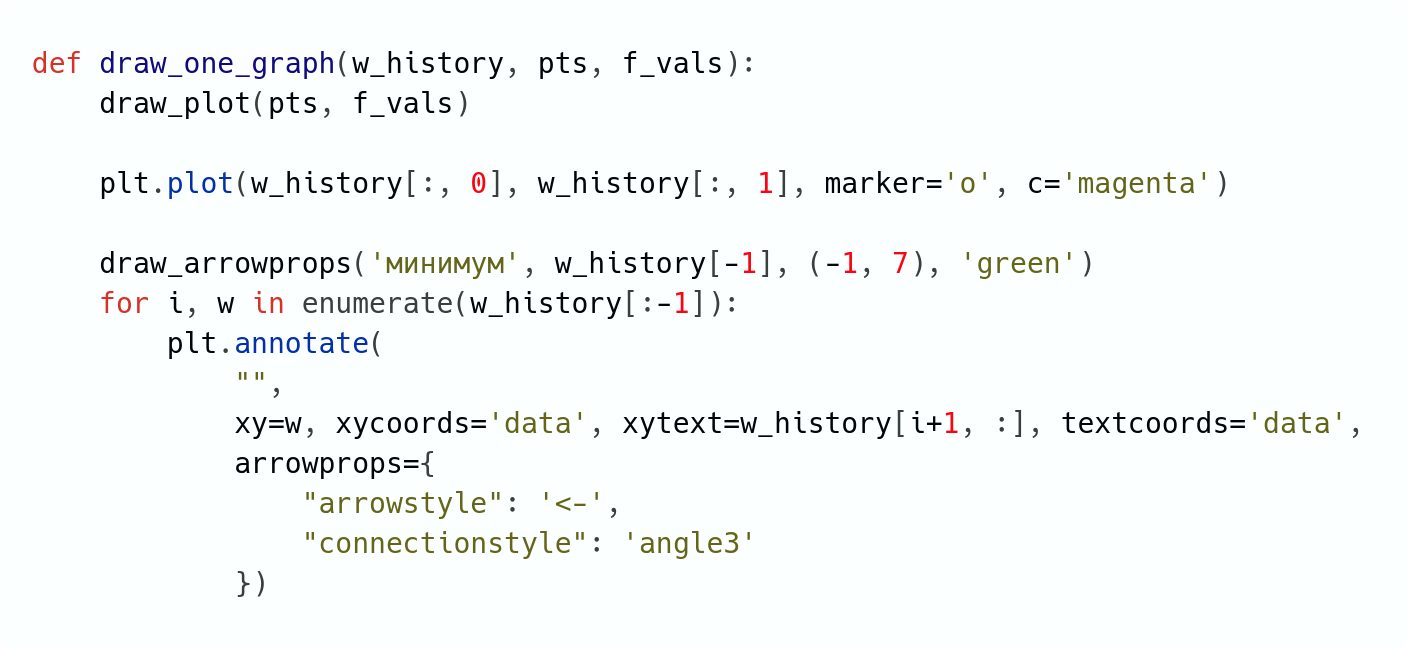 def draw_one_graph(w_history, pts, f_vals):
    draw_plot(pts, f_vals)
    plt.plot(w_history[:, 0], w_history[:, 1], marker='o', c='magenta')
    draw_arrowprops('минимум', w_history[-1], (-1, 7), 'green')
    for i, w in enumerate(w_history[:-1]):
        plt.annotate(
            "",
            xy=w, xycoords='data', xytext=w_history[i+1, :], textcoords='data',
            arrowprops={
                "arrowstyle": '<-',
                "connectionstyle": 'angle3'
            })